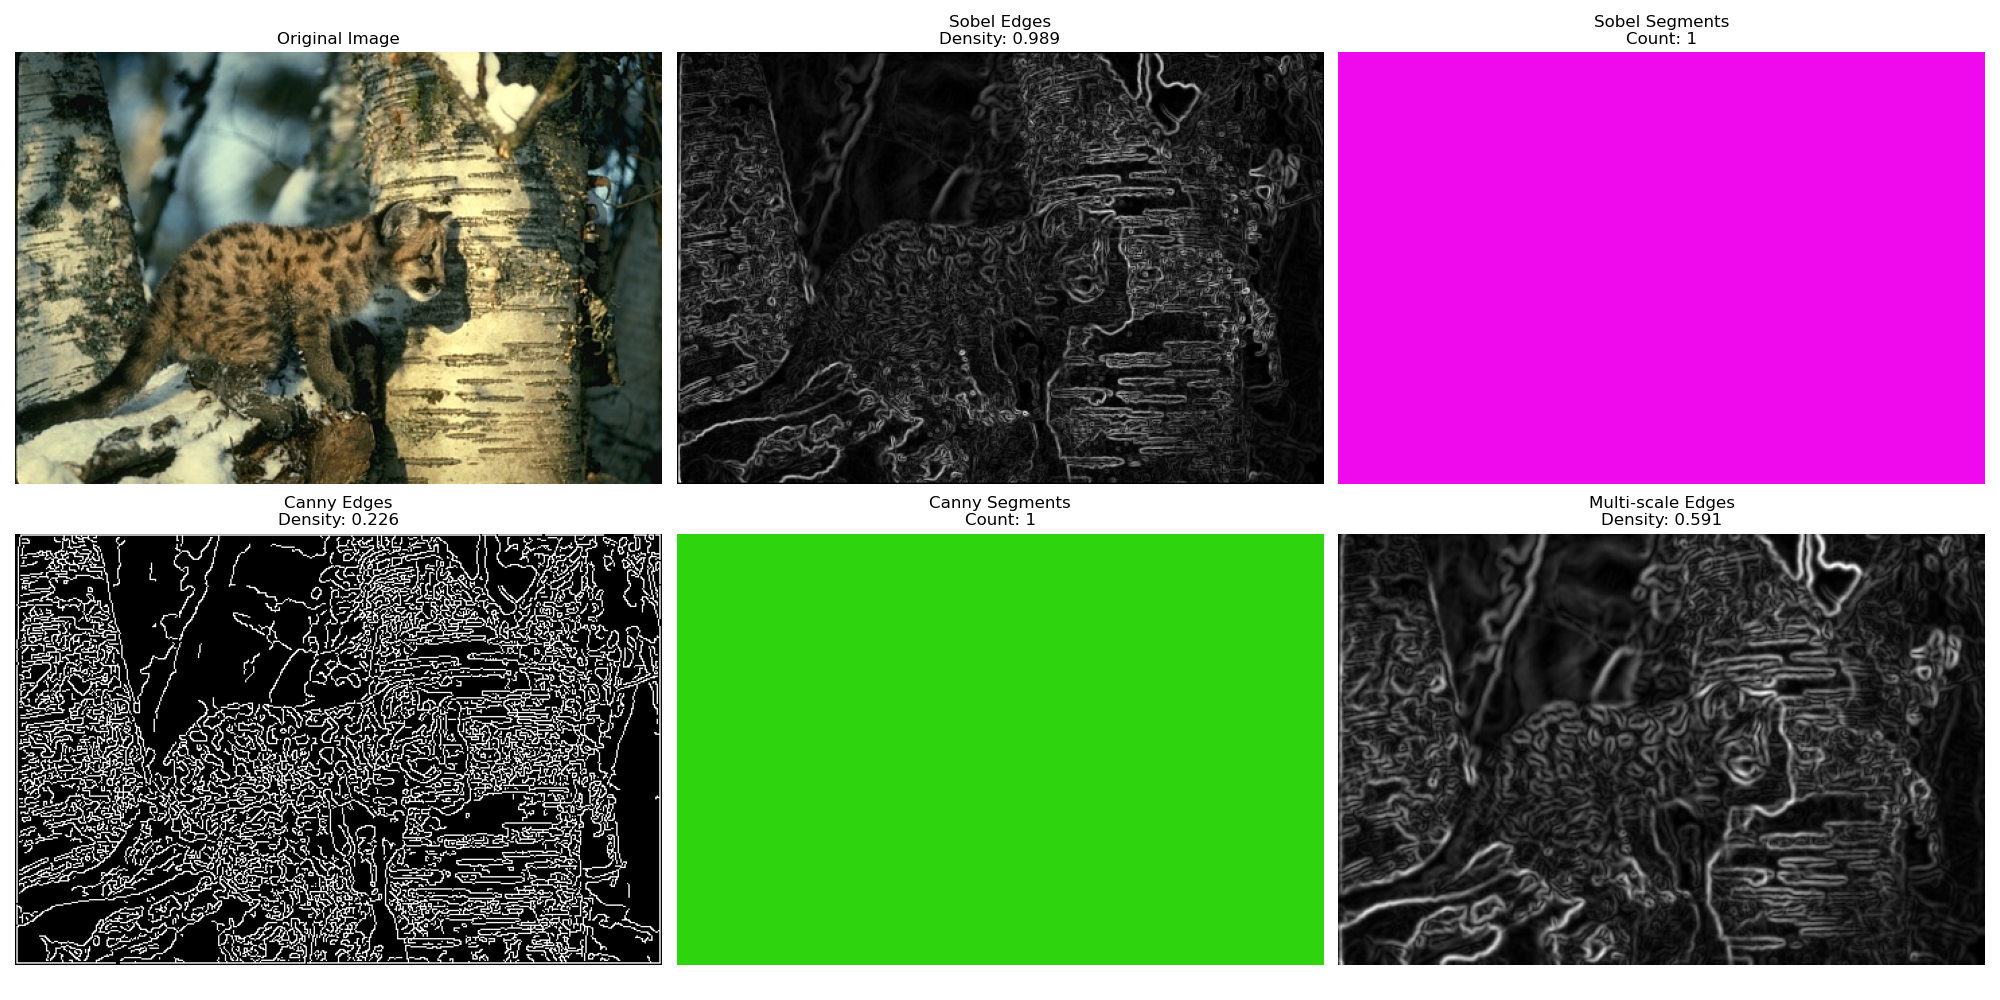 Original Image
Sobel Edges
Density: 0.989
Sobel Segments
Count: 1
Canny Edges
Density: 0.226
Canny Segments
Count: 1
Multi-scale Edges
Density: 0.591